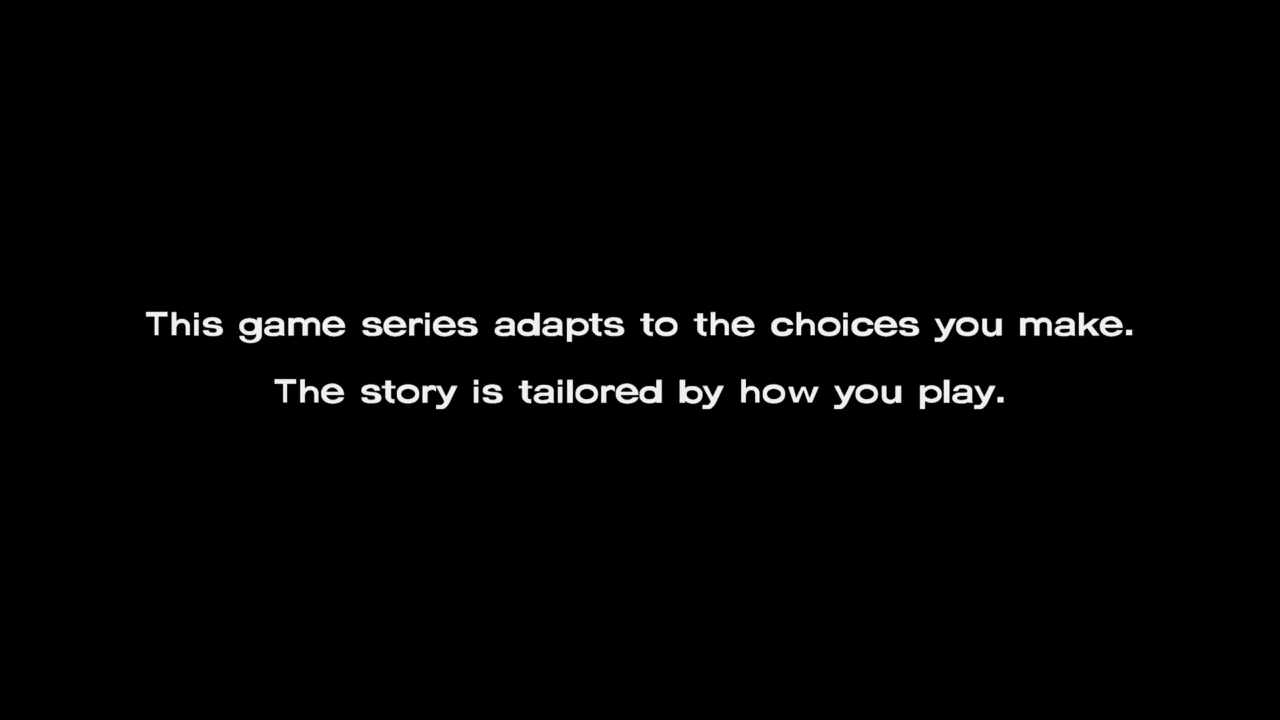 This game series adapts to the choices you make.
The story is tailored by how you play.